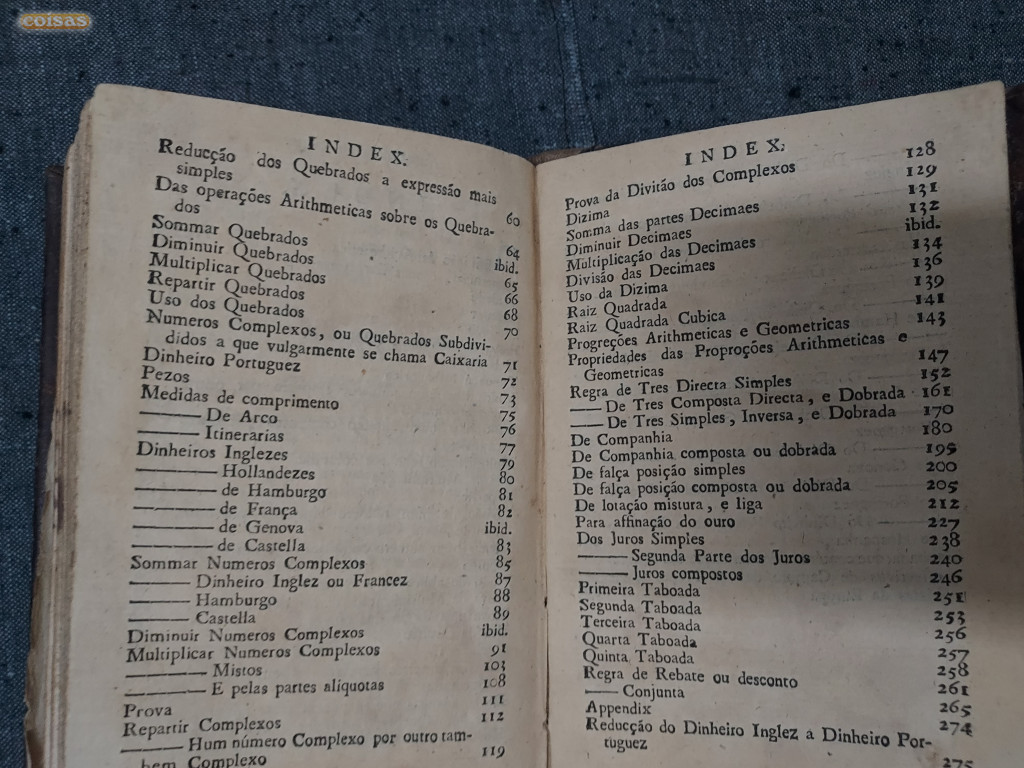 coisas
INDEX.
Reducção dos Quebrados a expressão mais
simples 60
Das operações Arithmeticas sobre os Quebra-
dos 64
Sommar Quebrados ibid.
Diminuir Quebrados 65
Multiplicar Quebrados 66
Repartir Quebrados 68
Uso dos Quebrados 70
Numeros Complexos, ou Quebrados Subdivi-
didos a que vulgarmente se chama Caixaria 71
Dinheiro Portuguez 72
Pezos 73
Medidas de comprimento 75
—— De Arco 76
—— Itinerarias 77
Dinheiros Inglezes 79
—— Hollandezes 80
—— de Hamburgo 81
—— de França 82
—— de Genova ibid.
—— de Castella 83
Sommar Numeros Complexos 85
—— Dinheiro Inglez ou Francez 87
—— Hamburgo 88
—— Castella 89
Diminuir Numeros Complexos ibid.
Multiplicar Numeros Complexos 91
—— Mistos 103
—— E pelas partes aliquotas 108
Prova 111
Repartir Complexos 112
—— Hum número Complexo por outro tam-
bem Complexo 119
INDEX.
Prova da Divitão dos Complexos 128
Dizima 129
Somma das partes Decimaes 131
Diminuir Decimaes 132
Multiplicação das Decimaes ibid.
Divisão das Decimaes 134
Uso da Dizima 136
Raiz Quadrada 139
Raiz Quadrada Cubica 141
Progreções Arithmeticas e Geometricas 143
Propriedades das Proproções Arithmeticas e
Geometricas 147
Regra de Tres Directa Simples 152
—— De Tres Composta Directa, e Dobrada 161
—— De Tres Simples, Inversa, e Dobrada 170
De Companhia 180
De Companhia composta ou dobrada 195
De falça posição simples 200
De falça posição composta ou dobrada 205
De lotação mistura, e liga 212
Para affinação do ouro 227
Dos Juros Simples 238
—— Segunda Parte dos Juros 240
—— Juros compostos 246
Primeira Taboada 251
Segunda Taboada 253
Terceira Taboada 256
Quarta Taboada 257
Quinta Taboada 258
Regra de Rebate ou desconto 261
—— Conjunta 265
Appendix 274
Reducção do Dinheiro Inglez a Dinheiro Por-
tuguez 275